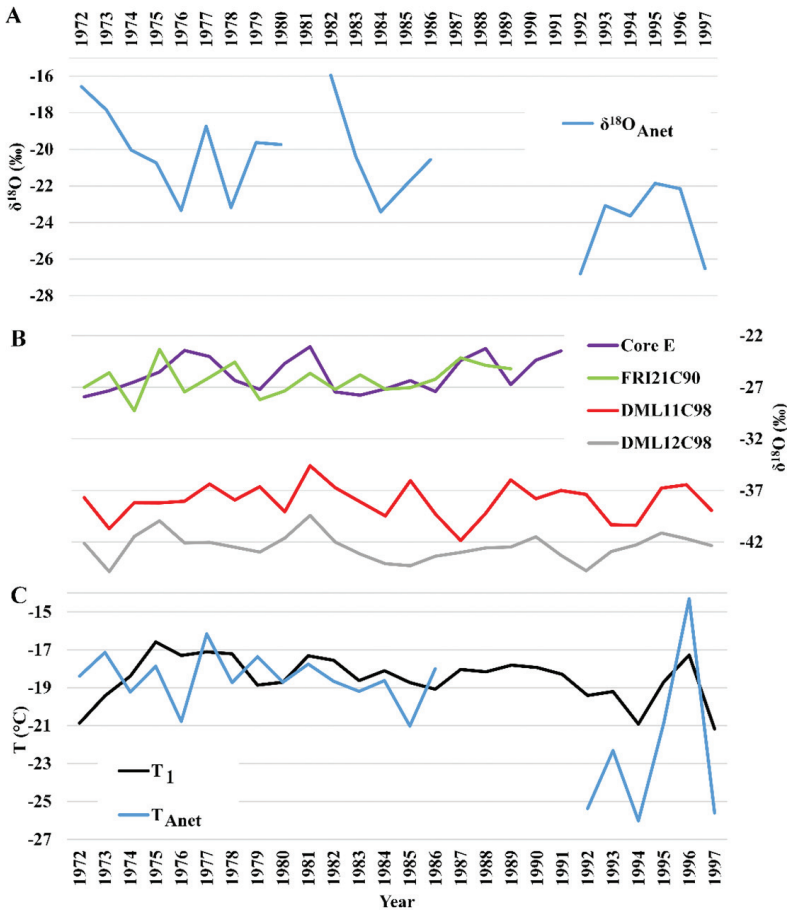 A
1972 1973 1974 1975 1976 1977 1978 1979 1980 1981 1982 1983 1984 1985 1986 1987 1988 1989 1990 1991 1992 1993 1994 1995 1996 1997
-16
-18
-20
-22
-24
-26
-28
δ¹⁸O (‰)
δ¹⁸O Anet
B
-22
-27
-32
-37
-42
δ¹⁸O (‰)
Core E
FRI21C90
DML11C98
DML12C98
C
-15
-17
-19
-21
-23
-25
-27
T (°C)
T₁
T Anet
1972 1973 1974 1975 1976 1977 1978 1979 1980 1981 1982 1983 1984 1985 1986 1987 1988 1989 1990 1991 1992 1993 1994 1995 1996 1997
Year